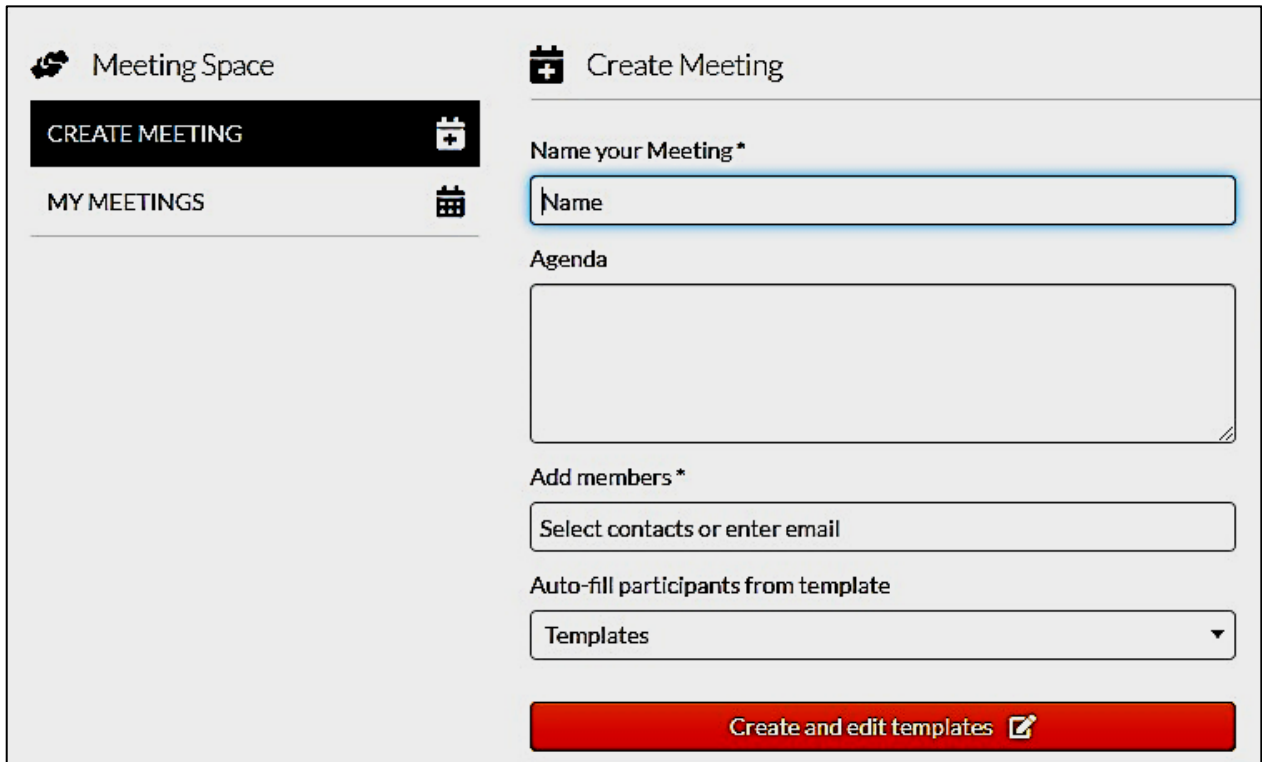 Meeting Space
CREATE MEETING
MY MEETINGS
Create Meeting
Name your Meeting *
Name
Agenda
Add members *
Select contacts or enter email
Auto-fill participants from template
Templates
Create and edit templates